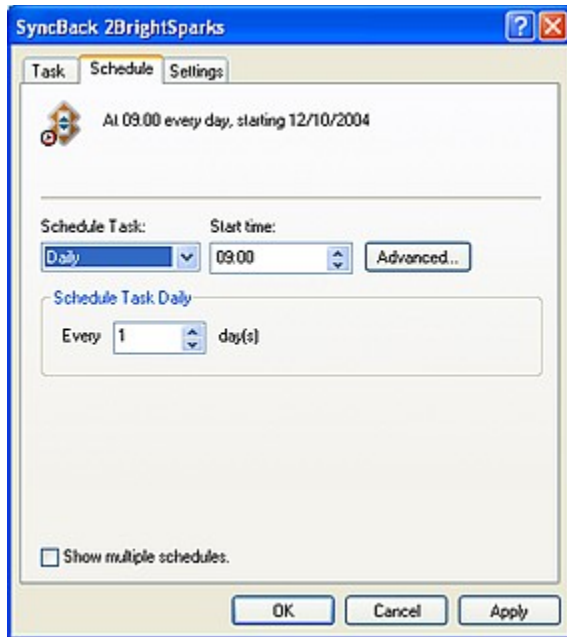 SyncBack 2BrightSparks
Task Schedule Settings
At 09:00 every day, starting 12/10/2004
Schedule Task: Start time:
Daily 09:00 Advanced...
Schedule Task Daily
Every 1 day(s)
Show multiple schedules.
OK Cancel Apply